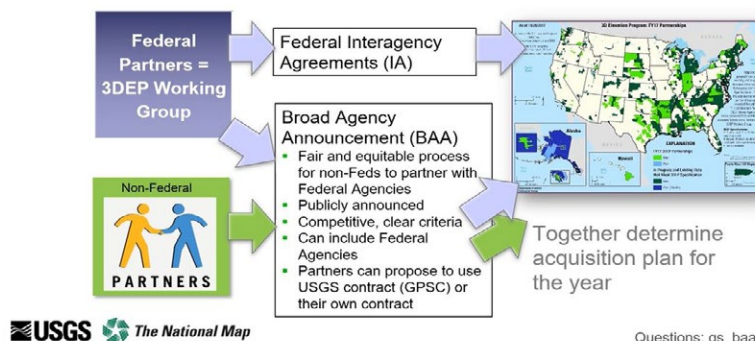 Federal
Partners =
3DEP Working
Group
Federal Interagency
Agreements (IA)
Broad Agency
Announcement (BAA)
Fair and equitable process
for non-Feds to partner with
Federal Agencies
Publicly announced
Competitive, clear criteria
Can include Federal
Agencies
Partners can propose to use
USGS contract (GPSC) or
their own contract
Non-Federal
PARTNERS
3D Elevation Program: FY17 Partnerships
Alaska
Hawaii
EXPLANATION
Together determine
acquisition plan for
the year
USGS
The National Map
Questions: gs_baa